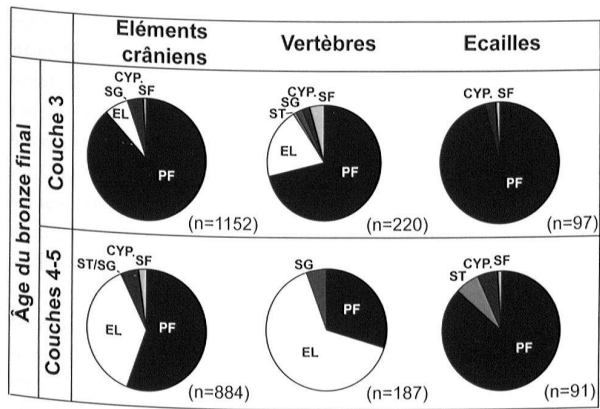 Eléments crâniens
Vertèbres
Ecailles
Âge du bronze final
Couche 3
CYP.
SG
EL
SF
PF
(n=1152)
CYP.
SG
ST
EL
SF
PF
(n=220)
CYP.
SF
PF
(n=97)
Couches 4-5
CYP.
ST/SG
SF
EL
PF
(n=884)
SG
PF
EL
(n=187)
CYP.
SF
ST
PF
(n=91)